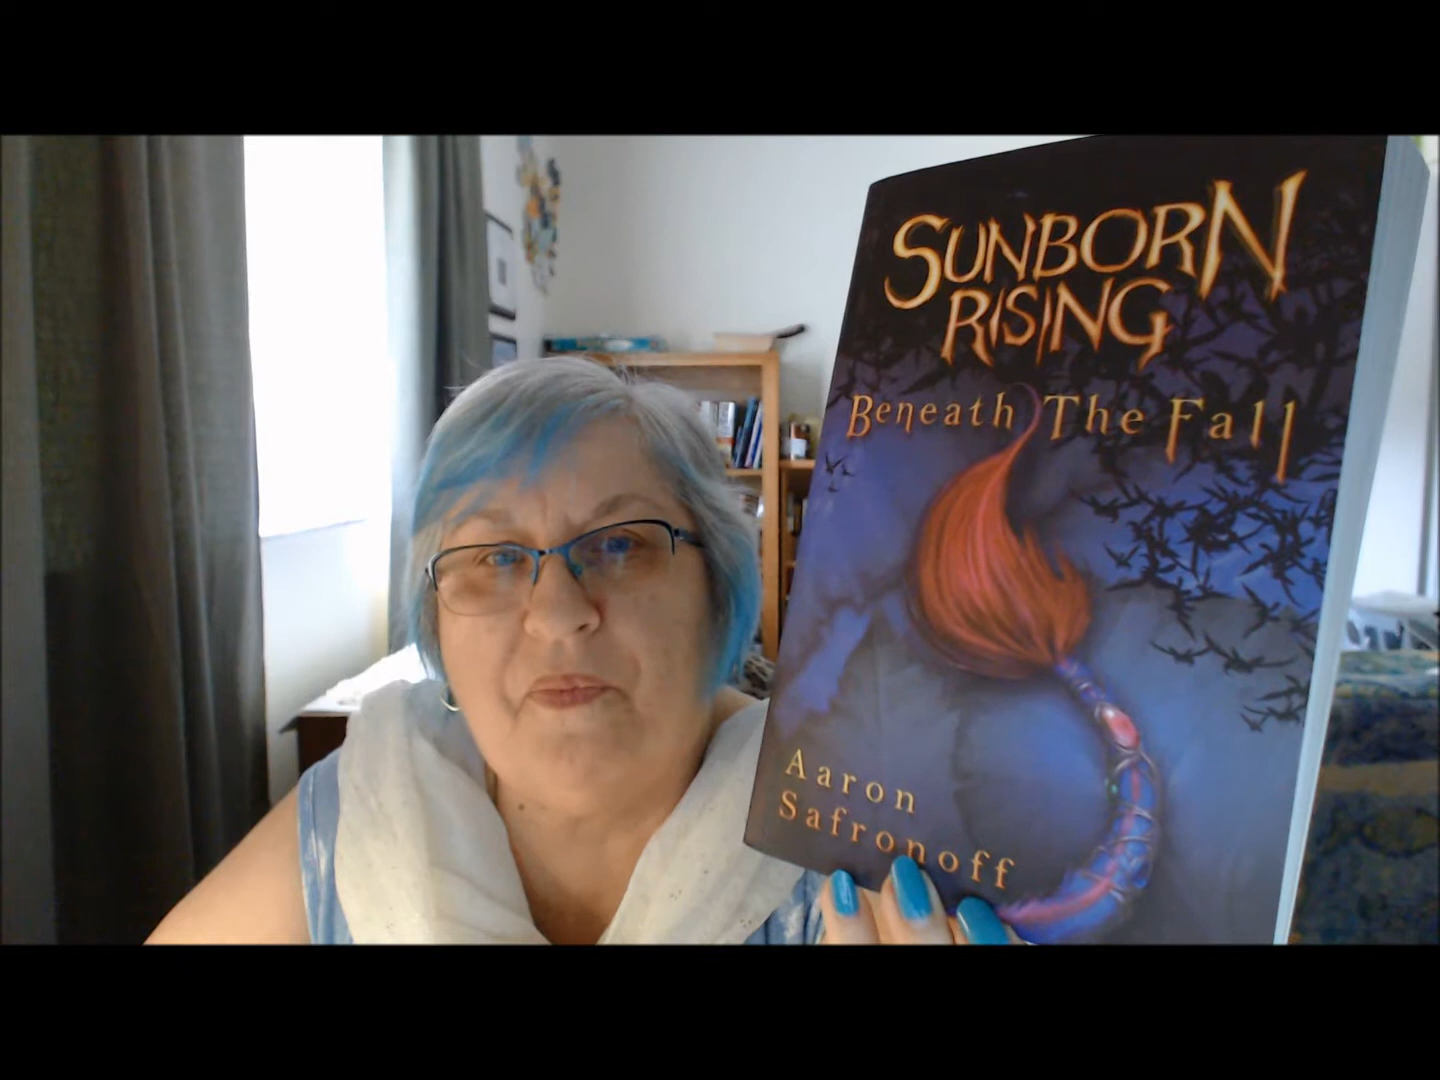 SUNBORN
RISING
Beneath The Fall
Aaron
Safronoff